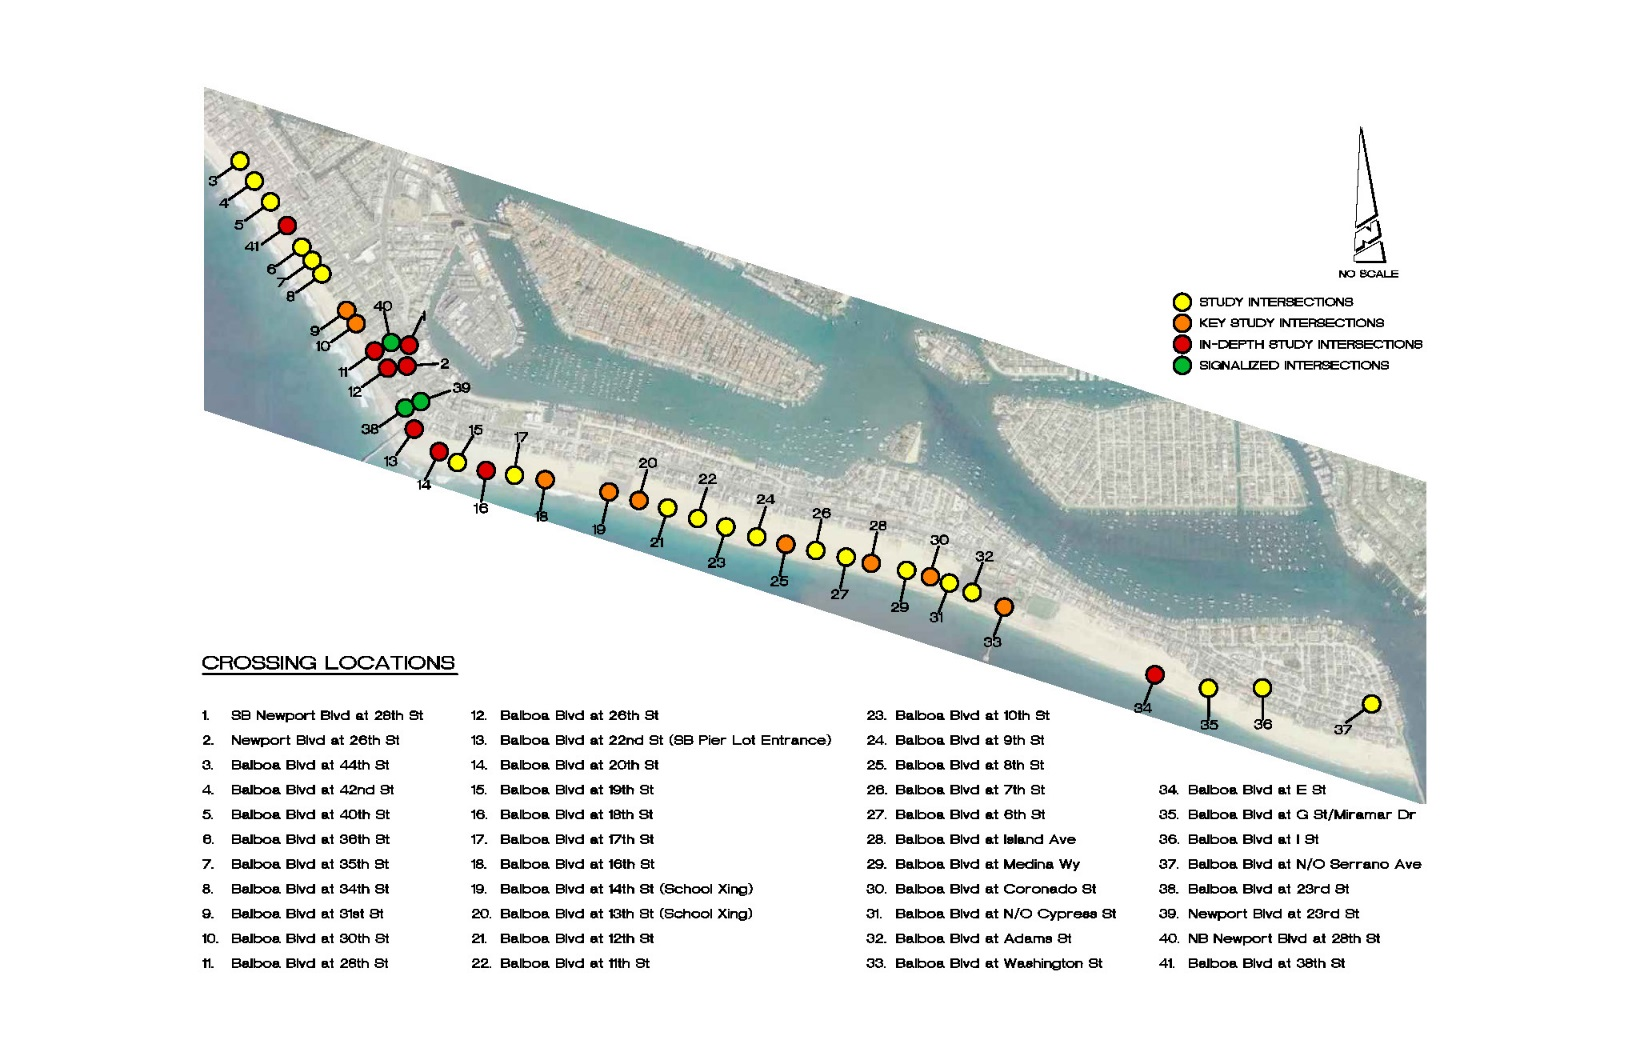 3
4
5
41
6
7
8
9
10
40
1
11
12
2
39
38
13
14
15
16
17
18
19
20
21
22
23
24
25
26
27
28
29
30
31
32
33
34
35
36
37
N
NO SCALE
STUDY INTERSECTIONS
KEY STUDY INTERSECTIONS
IN-DEPTH STUDY INTERSECTIONS
SIGNALIZED INTERSECTIONS
CROSSING LOCATIONS
1. SB Newport Blvd at 28th St
2. Newport Blvd at 26th St
3. Balboa Blvd at 44th St
4. Balboa Blvd at 42nd St
5. Balboa Blvd at 40th St
6. Balboa Blvd at 36th St
7. Balboa Blvd at 35th St
8. Balboa Blvd at 34th St
9. Balboa Blvd at 31st St
10. Balboa Blvd at 30th St
11. Balboa Blvd at 28th St
12. Balboa Blvd at 26th St
13. Balboa Blvd at 22nd St (SB Pier Lot Entrance)
14. Balboa Blvd at 20th St
15. Balboa Blvd at 19th St
16. Balboa Blvd at 18th St
17. Balboa Blvd at 17th St
18. Balboa Blvd at 16th St
19. Balboa Blvd at 14th St (School Xing)
20. Balboa Blvd at 13th St (School Xing)
21. Balboa Blvd at 12th St
22. Balboa Blvd at 11th St
23. Balboa Blvd at 10th St
24. Balboa Blvd at 9th St
25. Balboa Blvd at 8th St
26. Balboa Blvd at 7th St
27. Balboa Blvd at 6th St
28. Balboa Blvd at Island Ave
29. Balboa Blvd at Medina Wy
30. Balboa Blvd at Coronado St
31. Balboa Blvd at N/O Cypress St
32. Balboa Blvd at Adams St
33. Balboa Blvd at Washington St
34. Balboa Blvd at E St
35. Balboa Blvd at G St/Miramar Dr
36. Balboa Blvd at I St
37. Balboa Blvd at N/O Serrano Ave
38. Balboa Blvd at 23rd St
39. Newport Blvd at 23rd St
40. NB Newport Blvd at 28th St
41. Balboa Blvd at 38th St